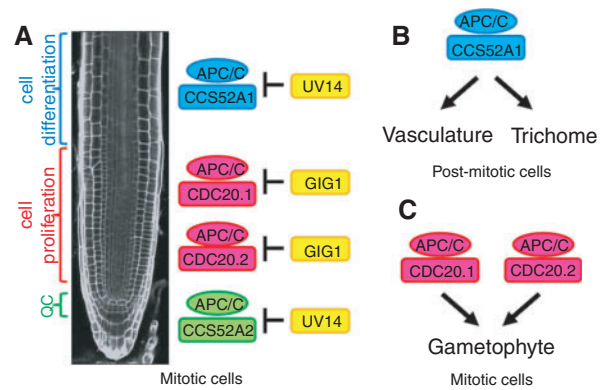 A
cell
differentiation
cell
proliferation
QC
APC/C
CCS52A1
UV14
APC/C
CDC20.1
GIG1
APC/C
CDC20.2
GIG1
APC/C
CCS52A2
UV14
Mitotic cells
B
APC/C
CCS52A1
Vasculature
Trichome
Post-mitotic cells
C
APC/C
CDC20.1
APC/C
CDC20.2
Gametophyte
Mitotic cells